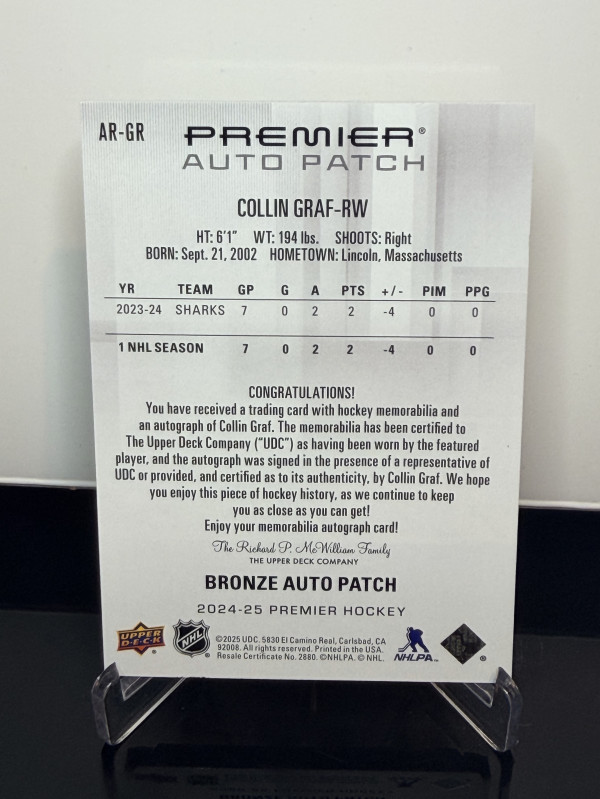 AR-GR
PREMIER®
AUTO PATCH
COLLIN GRAF-RW
HT: 6'1" WT: 194 lbs. SHOOTS: Right
BORN: Sept. 21, 2002 HOMETOWN: Lincoln, Massachusetts
YR TEAM GP G A PTS +/- PIM PPG
2023-24 SHARKS 7 0 2 2 -4 0 0
1 NHL SEASON 7 0 2 2 -4 0 0
CONGRATULATIONS!
You have received a trading card with hockey memorabilia and
an autograph of Collin Graf. The memorabilia has been certified to
The Upper Deck Company ("UDC") as having been worn by the featured
player, and the autograph was signed in the presence of a representative of
UDC or provided, and certified as to its authenticity, by Collin Graf. We hope
you enjoy this piece of hockey history, as we continue to keep
you as close as you can get!
Enjoy your memorabilia autograph card!
The Richard P. McWilliam Family
THE UPPER DECK COMPANY
BRONZE AUTO PATCH
2024-25 PREMIER HOCKEY
UPPER
D·E·C·K
NHL
©2025 UDC. 5830 El Camino Real, Carlsbad, CA
92008. All rights reserved. Printed in the USA.
Resale Certificate No. 2880. ©NHLPA. © NHL.
NHLPA™
®